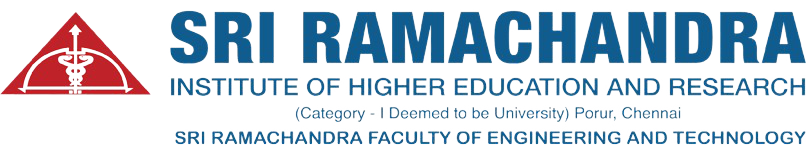 SRI RAMACHANDRA
INSTITUTE OF HIGHER EDUCATION AND RESEARCH
(Category - I Deemed to be University) Porur, Chennai
SRI RAMACHANDRA FACULTY OF ENGINEERING AND TECHNOLOGY